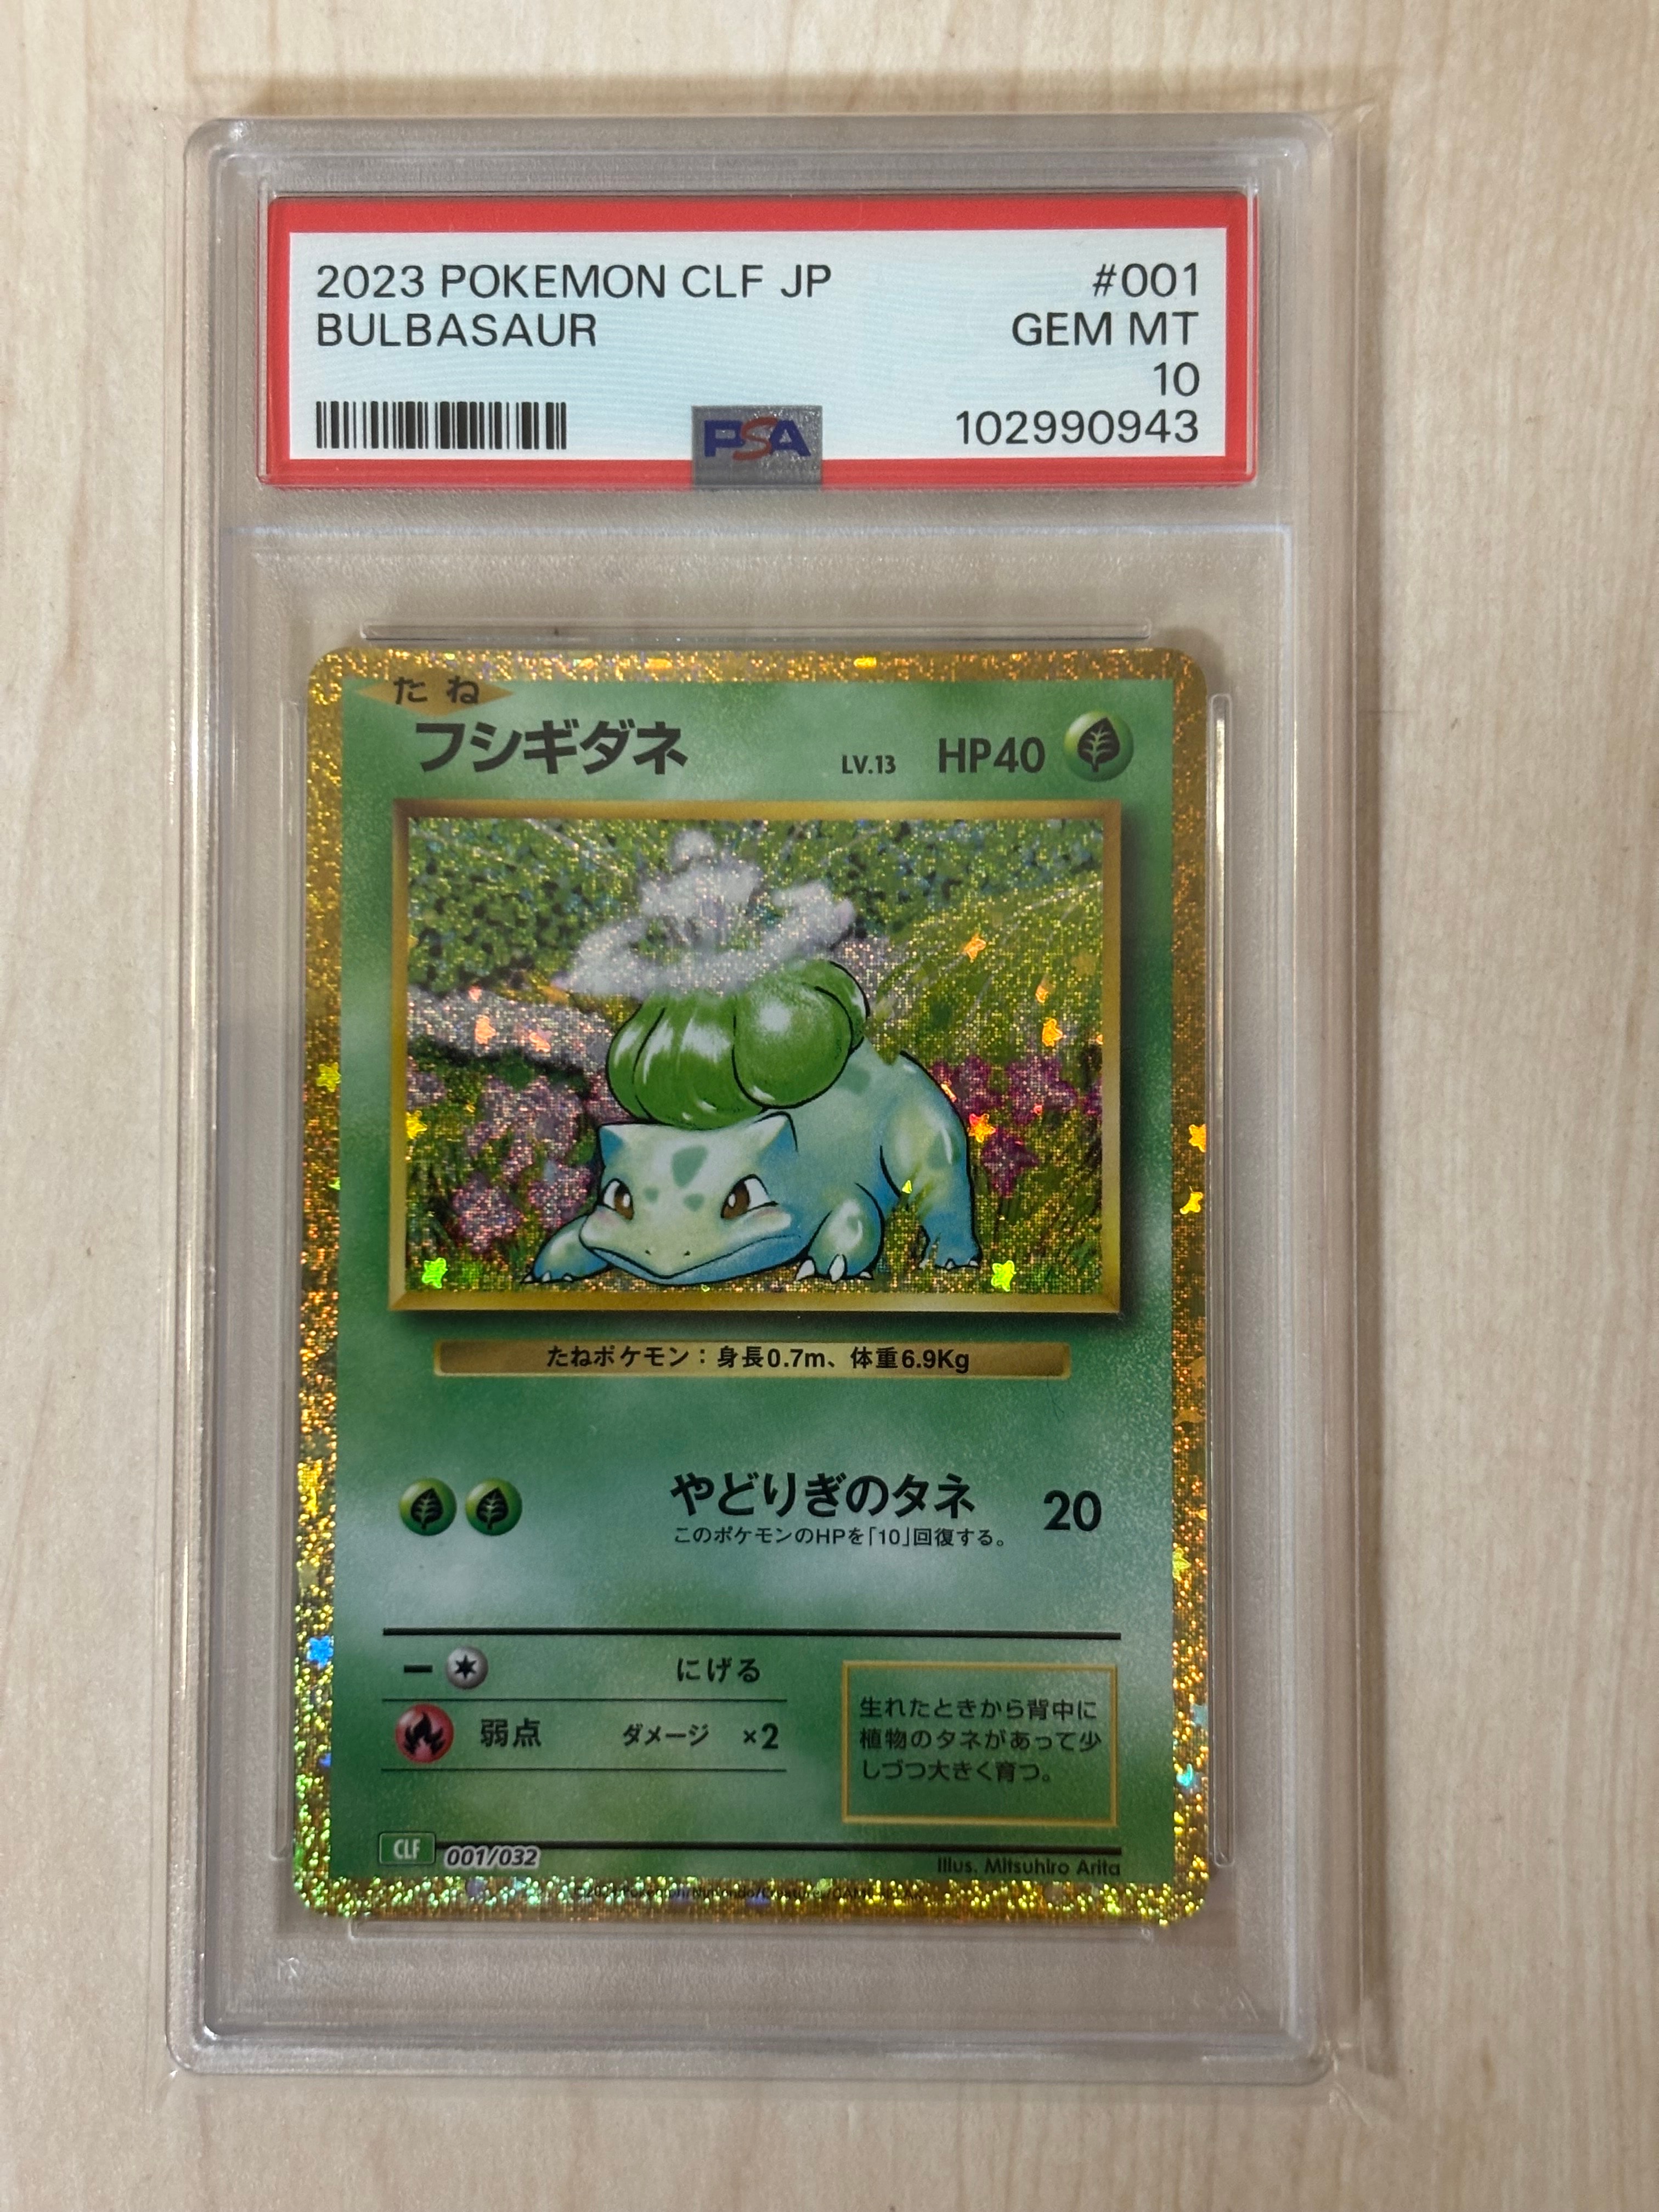 2023 POKEMON CLF JP #001
BULBASAUR GEM MT
10
PSA 102990943
たね
フシギダネ LV.13 HP40
たねポケモン：身長0.7m、体重6.9Kg
やどりぎのタネ 20
このポケモンのHPを「10」回復する。
− にげる
弱点 ダメージ ×2
生れたときから背中に
植物のタネがあって少
しづつ大きく育つ。
CLF 001/032
Illus. Mitsuhiro Arita
Pokémon/Nintendo/Creatures/GAME FREAK